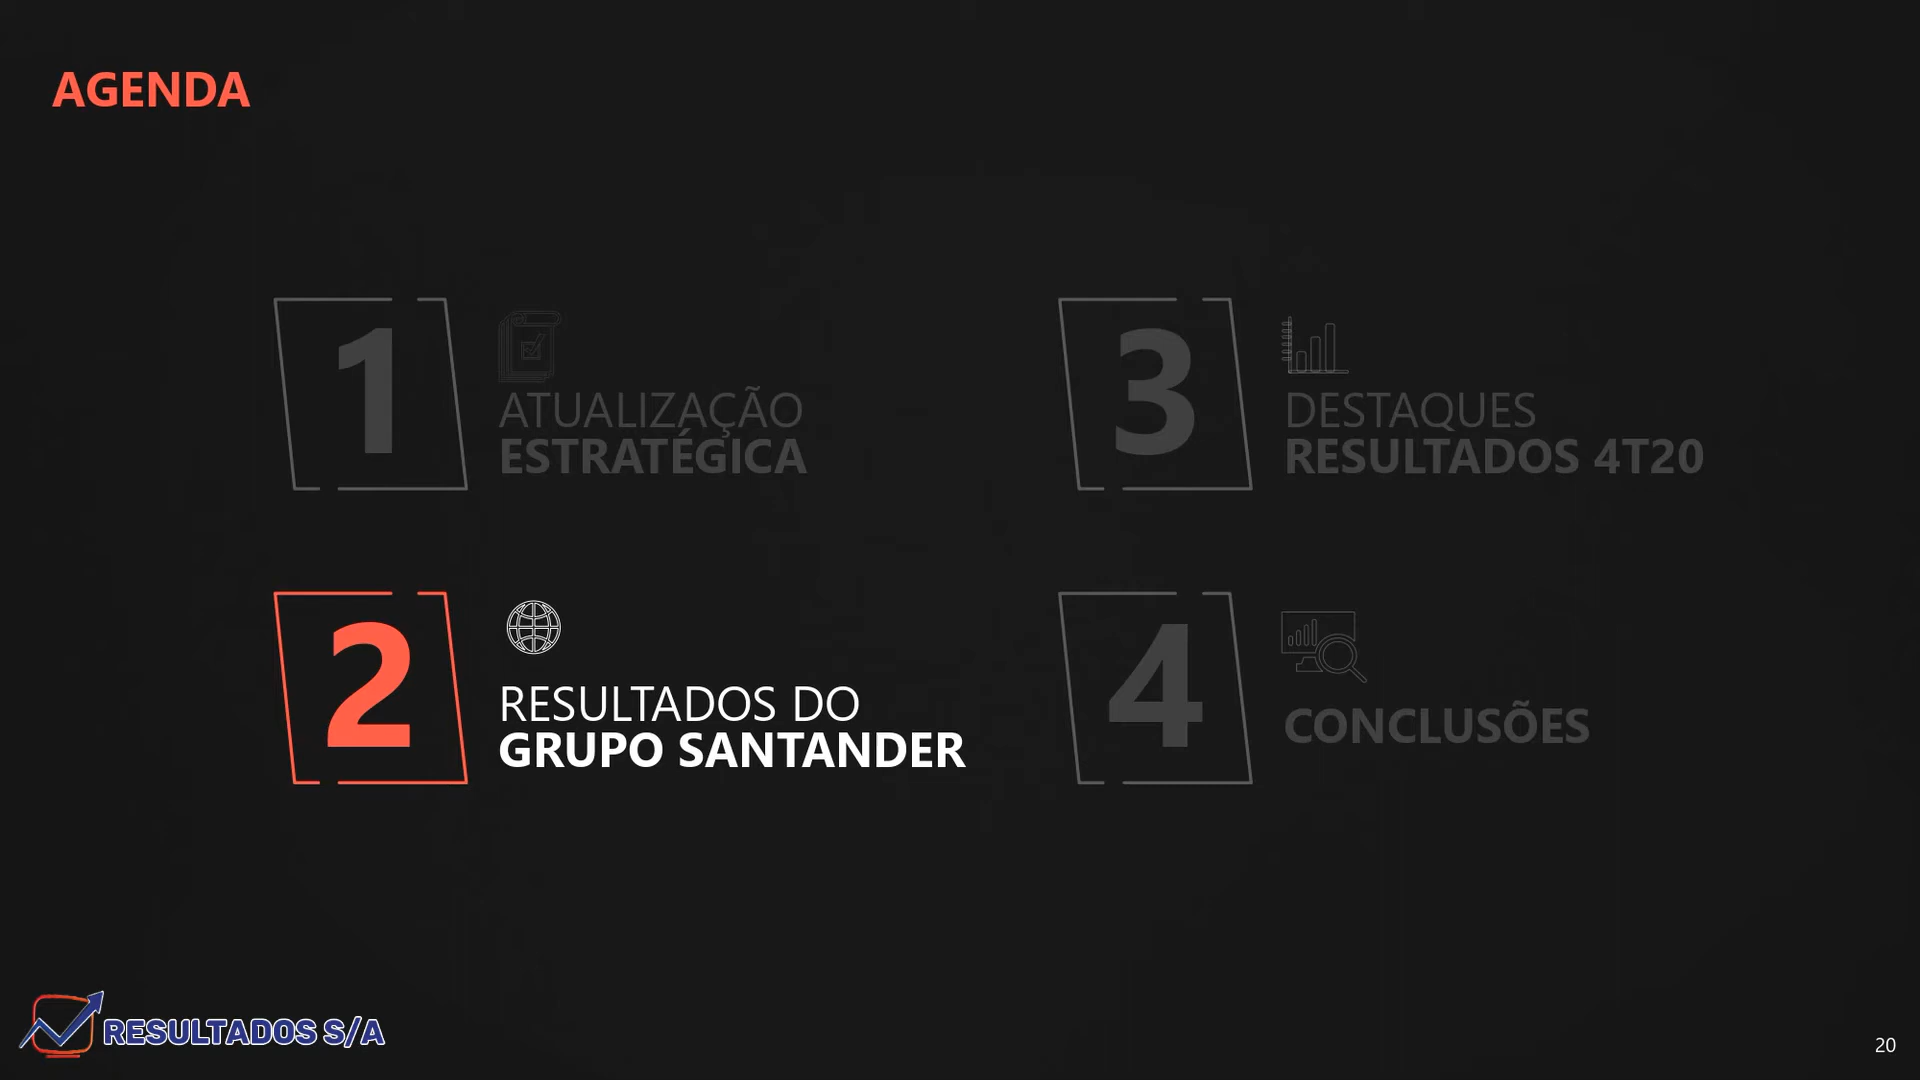 AGENDA
1
ATUALIZAÇÃO
ESTRATÉGICA
2
RESULTADOS DO
GRUPO SANTANDER
3
DESTAQUES
RESULTADOS 4T20
4
CONCLUSÕES
RESULTADOS S/A
20